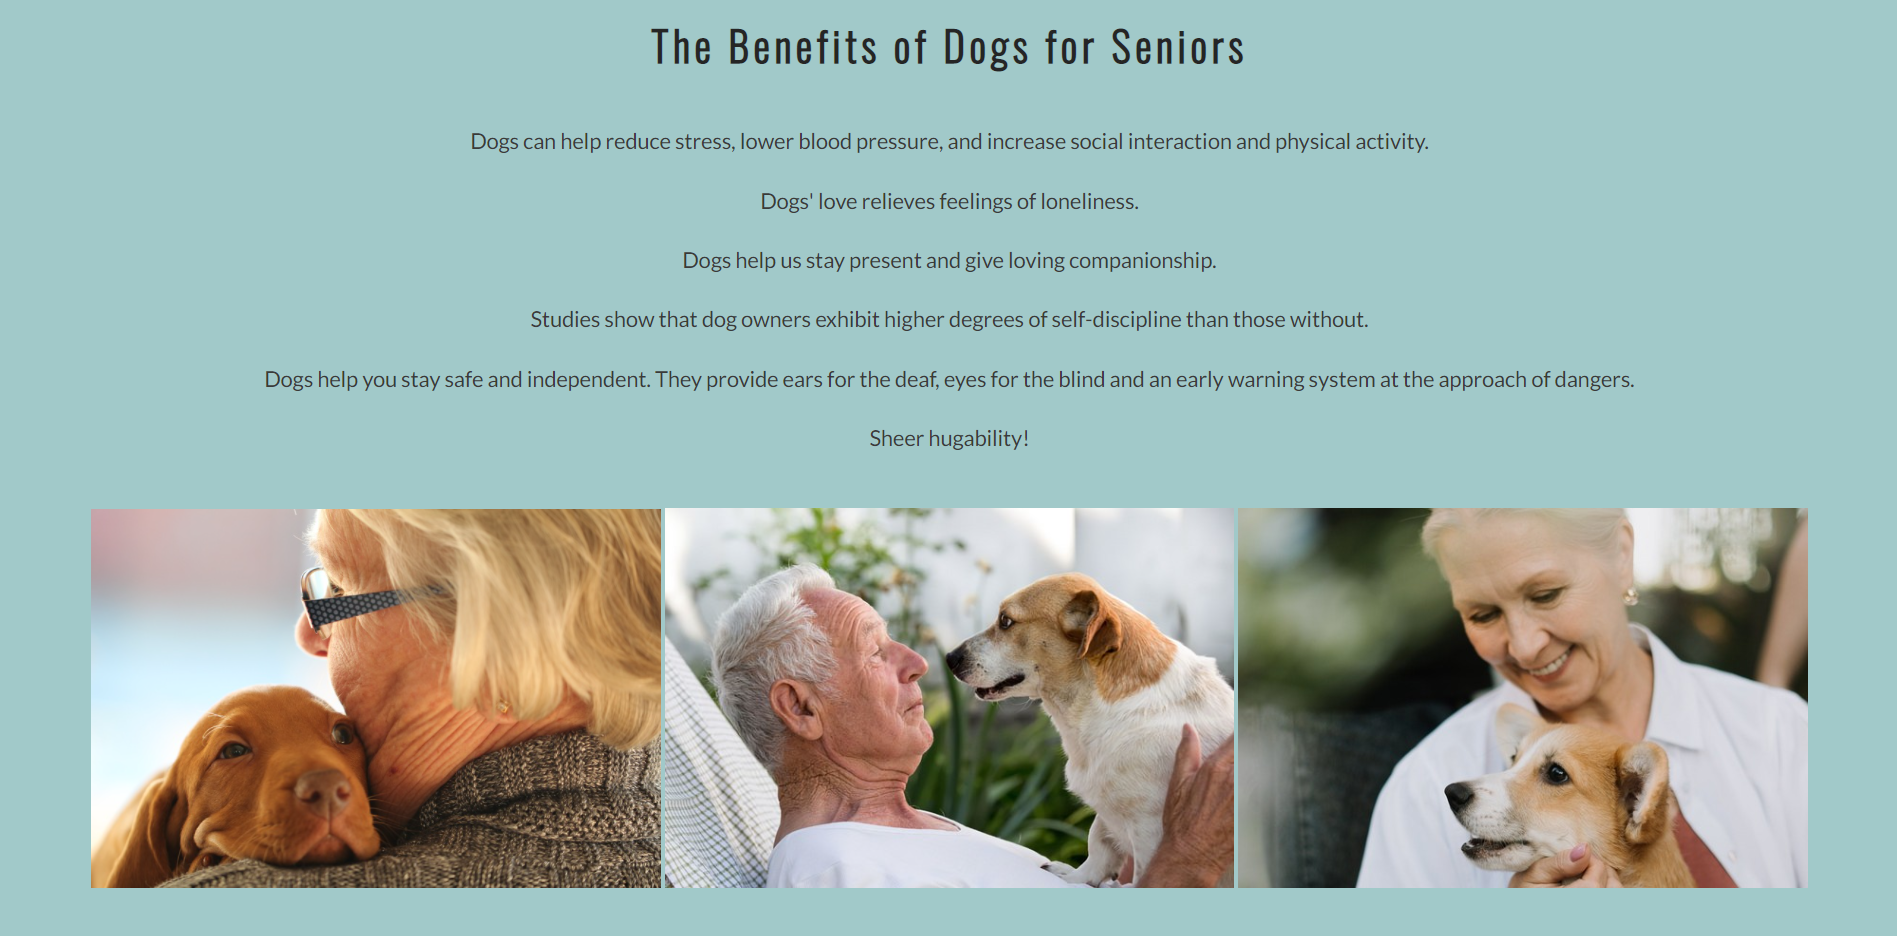 The Benefits of Dogs for Seniors
Dogs can help reduce stress, lower blood pressure, and increase social interaction and physical activity.
Dogs' love relieves feelings of loneliness.
Dogs help us stay present and give loving companionship.
Studies show that dog owners exhibit higher degrees of self-discipline than those without.
Dogs help you stay safe and independent. They provide ears for the deaf, eyes for the blind and an early warning system at the approach of dangers.
Sheer hugability!